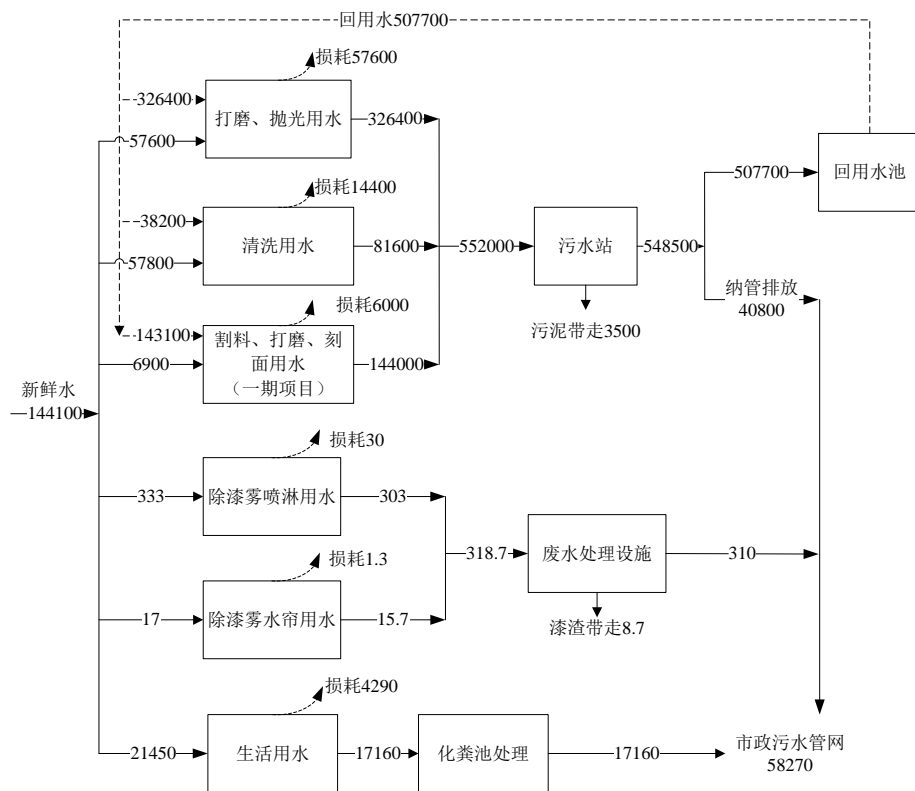 回用水507700
损耗57600
326400
打磨、抛光用水
326400
57600
507700
回用水池
损耗14400
38200
清洗用水
81600
552000
污水站
548500
57800
纳管排放
40800
损耗6000
污泥带走3500
143100
割料、打磨、刻
面用水
（一期项目）
144000
6900
新鲜水
144100
损耗30
333
除漆雾喷淋用水
303
318.7
废水处理设施
310
损耗1.3
17
除漆雾水帘用水
15.7
漆渣带走8.7
损耗4290
21450
生活用水
17160
化粪池处理
17160
市政污水管网
58270